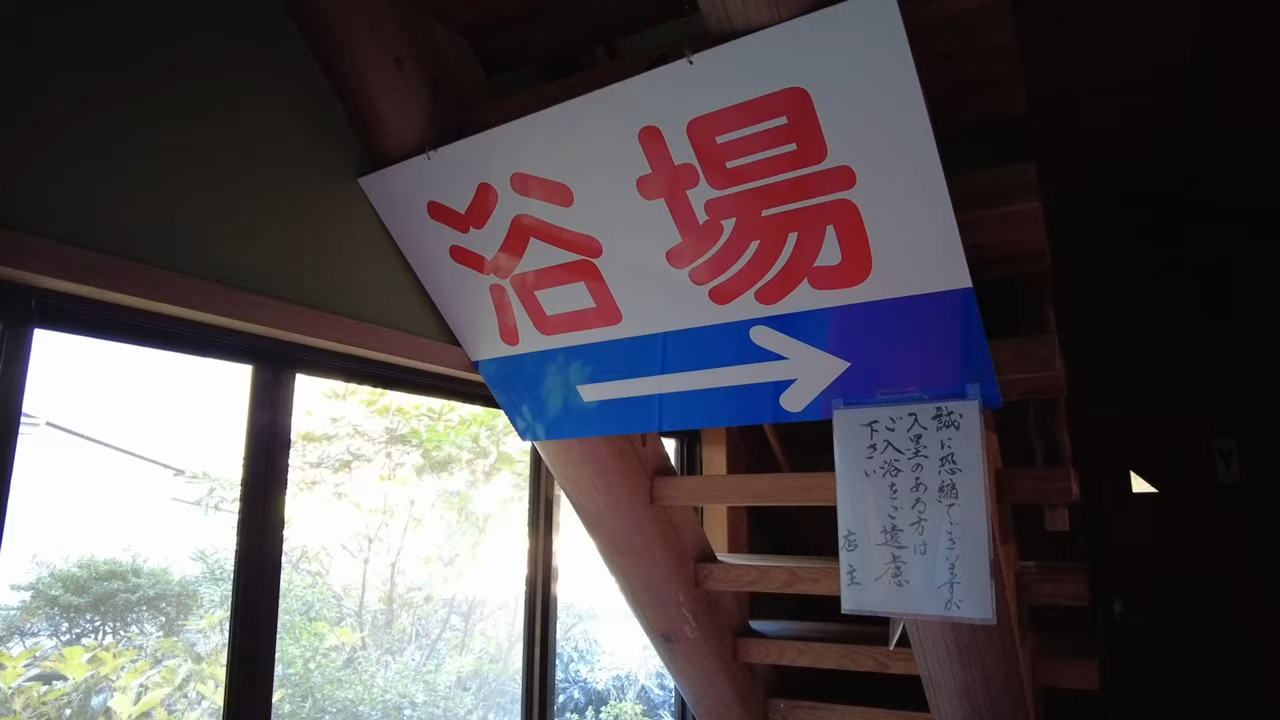 浴場
誠に恐縮でございますが
入墨のある方は
ご入浴をご遠慮
下さい
店主